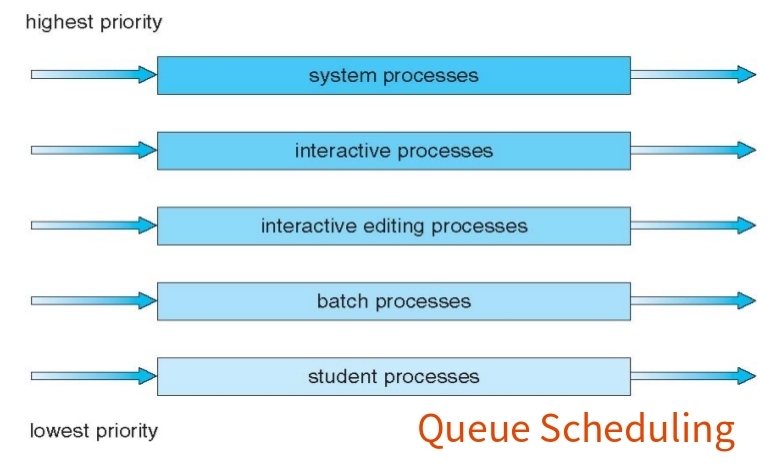 highest priority
system processes
interactive processes
interactive editing processes
batch processes
student processes
lowest priority
Queue Scheduling